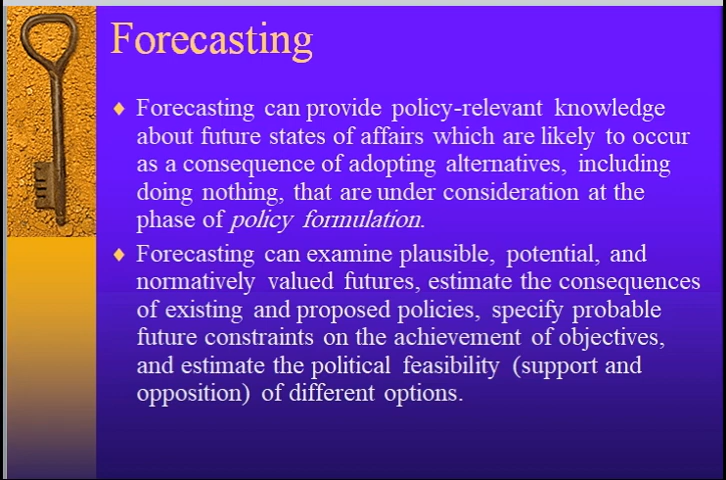 Forecasting
♦ Forecasting can provide policy-relevant knowledge
about future states of affairs which are likely to occur
as a consequence of adopting alternatives, including
doing nothing, that are under consideration at the
phase of policy formulation.
♦ Forecasting can examine plausible, potential, and
normatively valued futures, estimate the consequences
of existing and proposed policies, specify probable
future constraints on the achievement of objectives,
and estimate the political feasibility (support and
opposition) of different options.